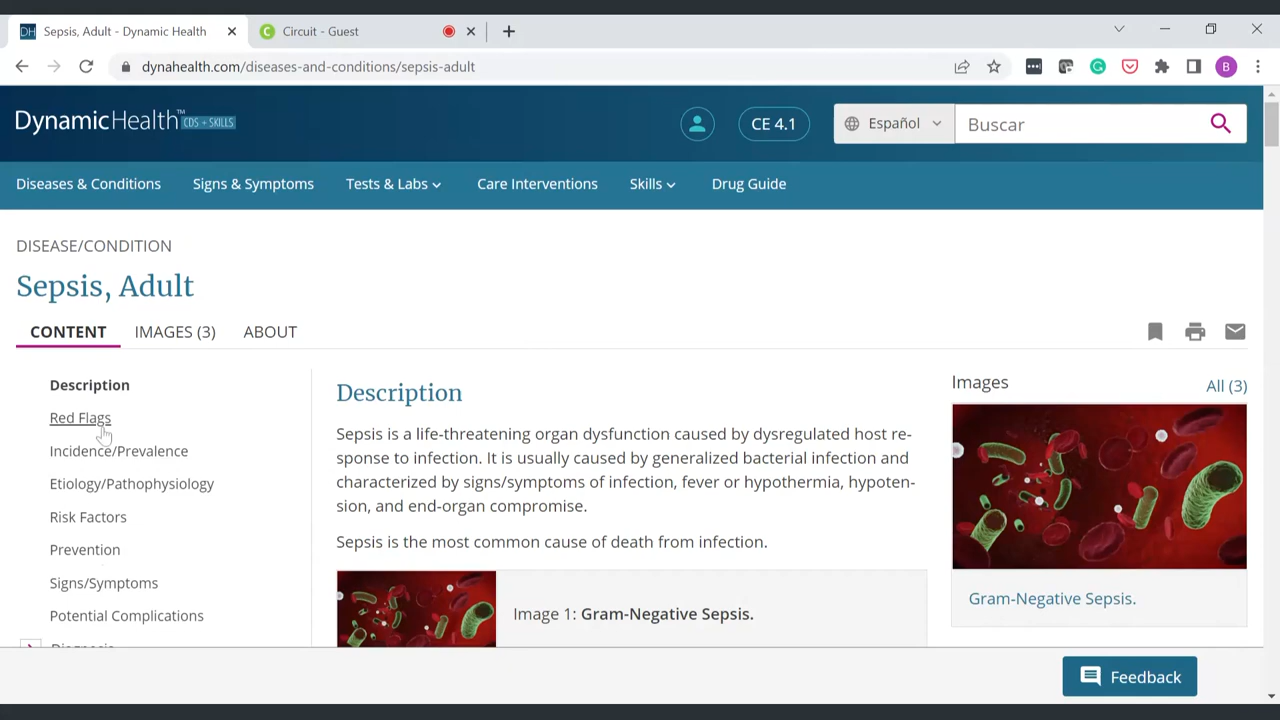 DH Sepsis, Adult - Dynamic Health
C Circuit - Guest
dynahealth.com/diseases-and-conditions/sepsis-adult
B
DynamicHealth™ CDS + SKILLS
CE 4.1
Español
Buscar
Diseases & Conditions Signs & Symptoms Tests & Labs Care Interventions Skills Drug Guide
DISEASE/CONDITION
Sepsis, Adult
CONTENT IMAGES (3) ABOUT
Description
Red Flags
Incidence/Prevalence
Etiology/Pathophysiology
Risk Factors
Prevention
Signs/Symptoms
Potential Complications
Description
Sepsis is a life-threatening organ dysfunction caused by dysregulated host re-
sponse to infection. It is usually caused by generalized bacterial infection and
characterized by signs/symptoms of infection, fever or hypothermia, hypoten-
sion, and end-organ compromise.
Sepsis is the most common cause of death from infection.
Image 1: Gram-Negative Sepsis.
Images
All (3)
Gram-Negative Sepsis.
Feedback